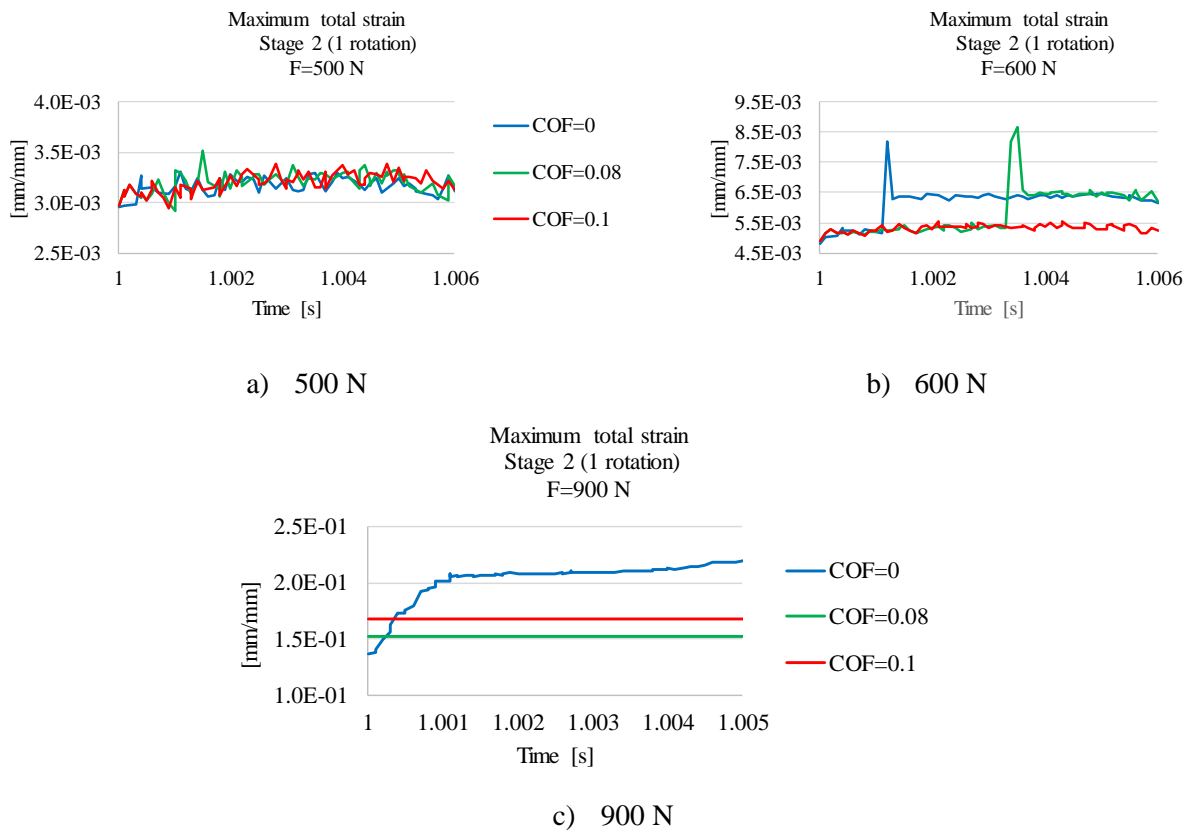 Maximum total strain
Stage 2 (1 rotation)
F=500 N
4.0E-03
3.5E-03
3.0E-03
2.5E-03
[mm/mm]
1 1.002 1.004 1.006
Time [s]
COF=0
COF=0.08
COF=0.1
a) 500 N
Maximum total strain
Stage 2 (1 rotation)
F=600 N
9.5E-03
8.5E-03
7.5E-03
6.5E-03
5.5E-03
4.5E-03
[mm/mm]
1 1.002 1.004 1.006
Time [s]
b) 600 N
Maximum total strain
Stage 2 (1 rotation)
F=900 N
2.5E-01
2.0E-01
1.5E-01
1.0E-01
[mm/mm]
1 1.001 1.002 1.003 1.004 1.005
Time [s]
COF=0
COF=0.08
COF=0.1
c) 900 N